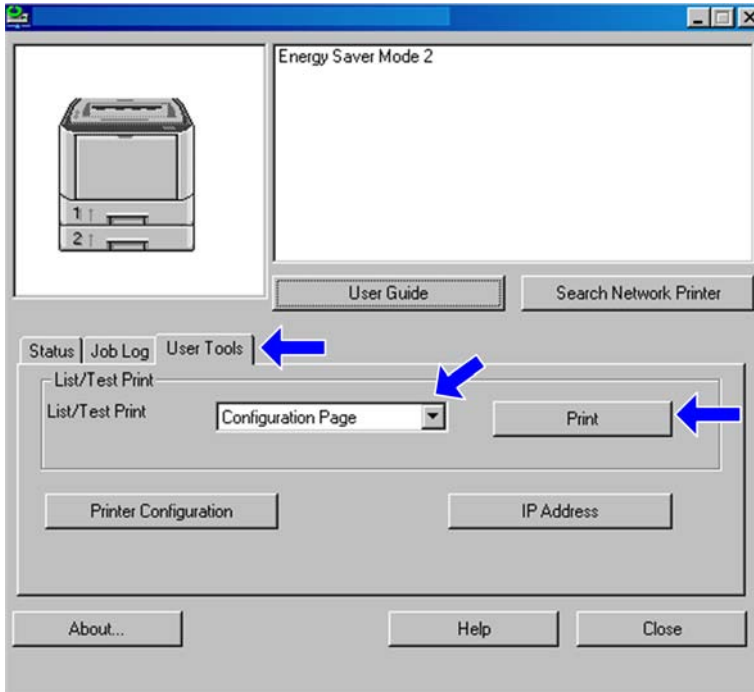 Energy Saver Mode 2
1
2
User Guide
Search Network Printer
Status
Job Log
User Tools
List/Test Print
List/Test Print
Configuration Page
Print
Printer Configuration
IP Address
About...
Help
Close